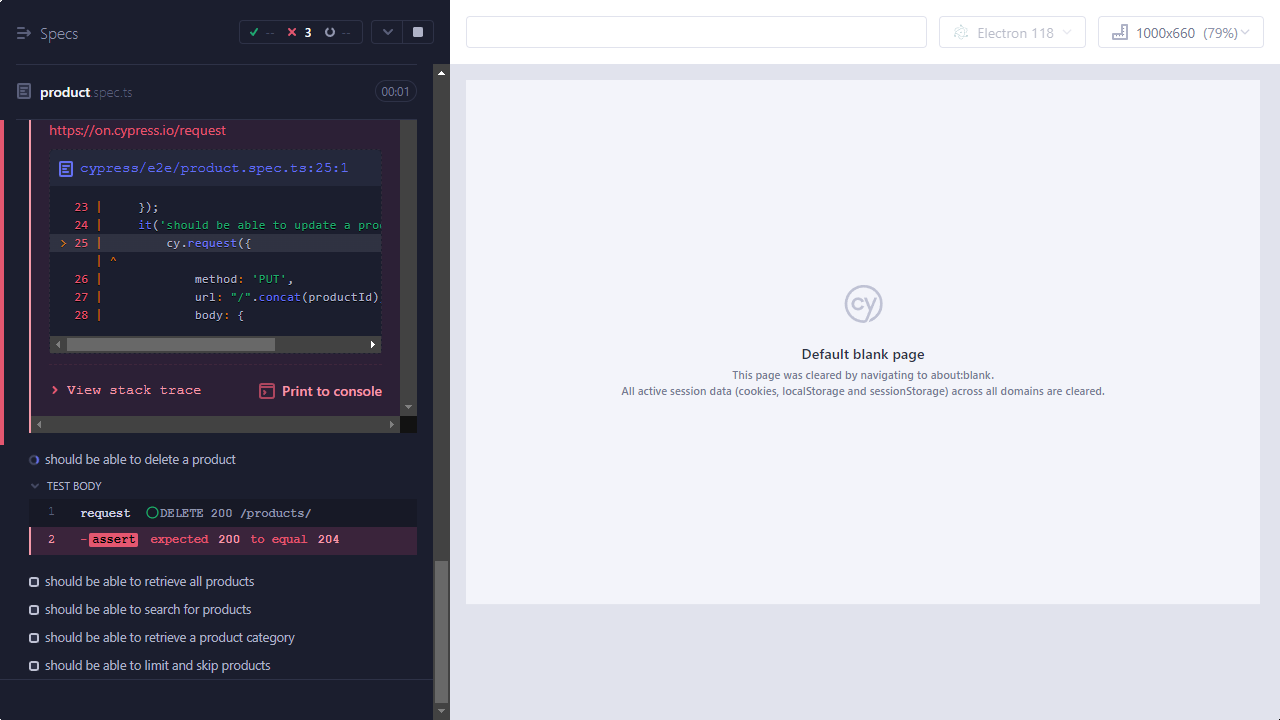 Specs
-- 3 --
Electron 118
1000x660 (79%)
product.spec.ts
00:01
https://on.cypress.io/request
cypress/e2e/product.spec.ts:25:1
23 | });
24 | it('should be able to update a pro
> 25 | cy.request({
| ^
26 | method: 'PUT',
27 | url: "/".concat(productId)
28 | body: {
> View stack trace
Print to console
should be able to delete a product
TEST BODY
1 request DELETE 200 /products/
2 -assert expected 200 to equal 204
should be able to retrieve all products
should be able to search for products
should be able to retrieve a product category
should be able to limit and skip products
cy
Default blank page
This page was cleared by navigating to about:blank.
All active session data (cookies, localStorage and sessionStorage) across all domains are cleared.